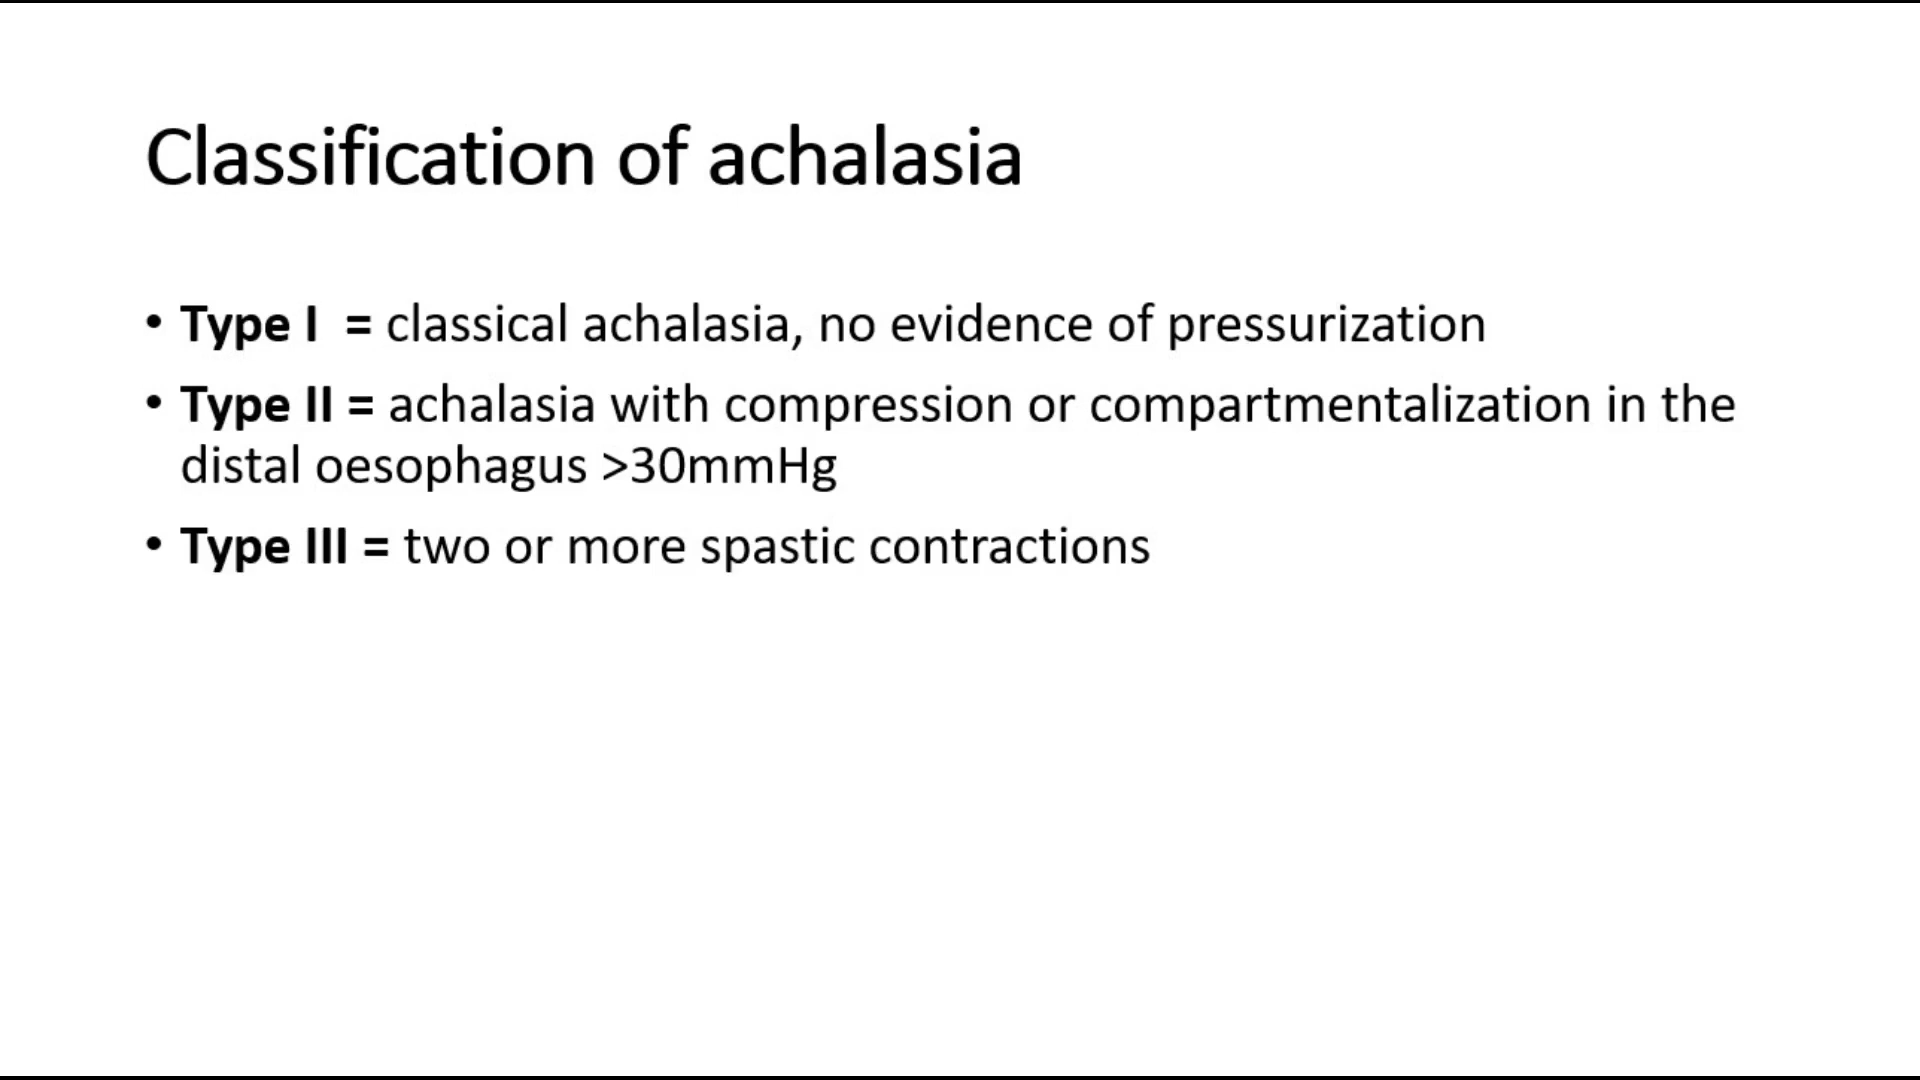 Classification of achalasia
• Type I  = classical achalasia, no evidence of pressurization
• Type II = achalasia with compression or compartmentalization in the
distal oesophagus >30mmHg
• Type III = two or more spastic contractions